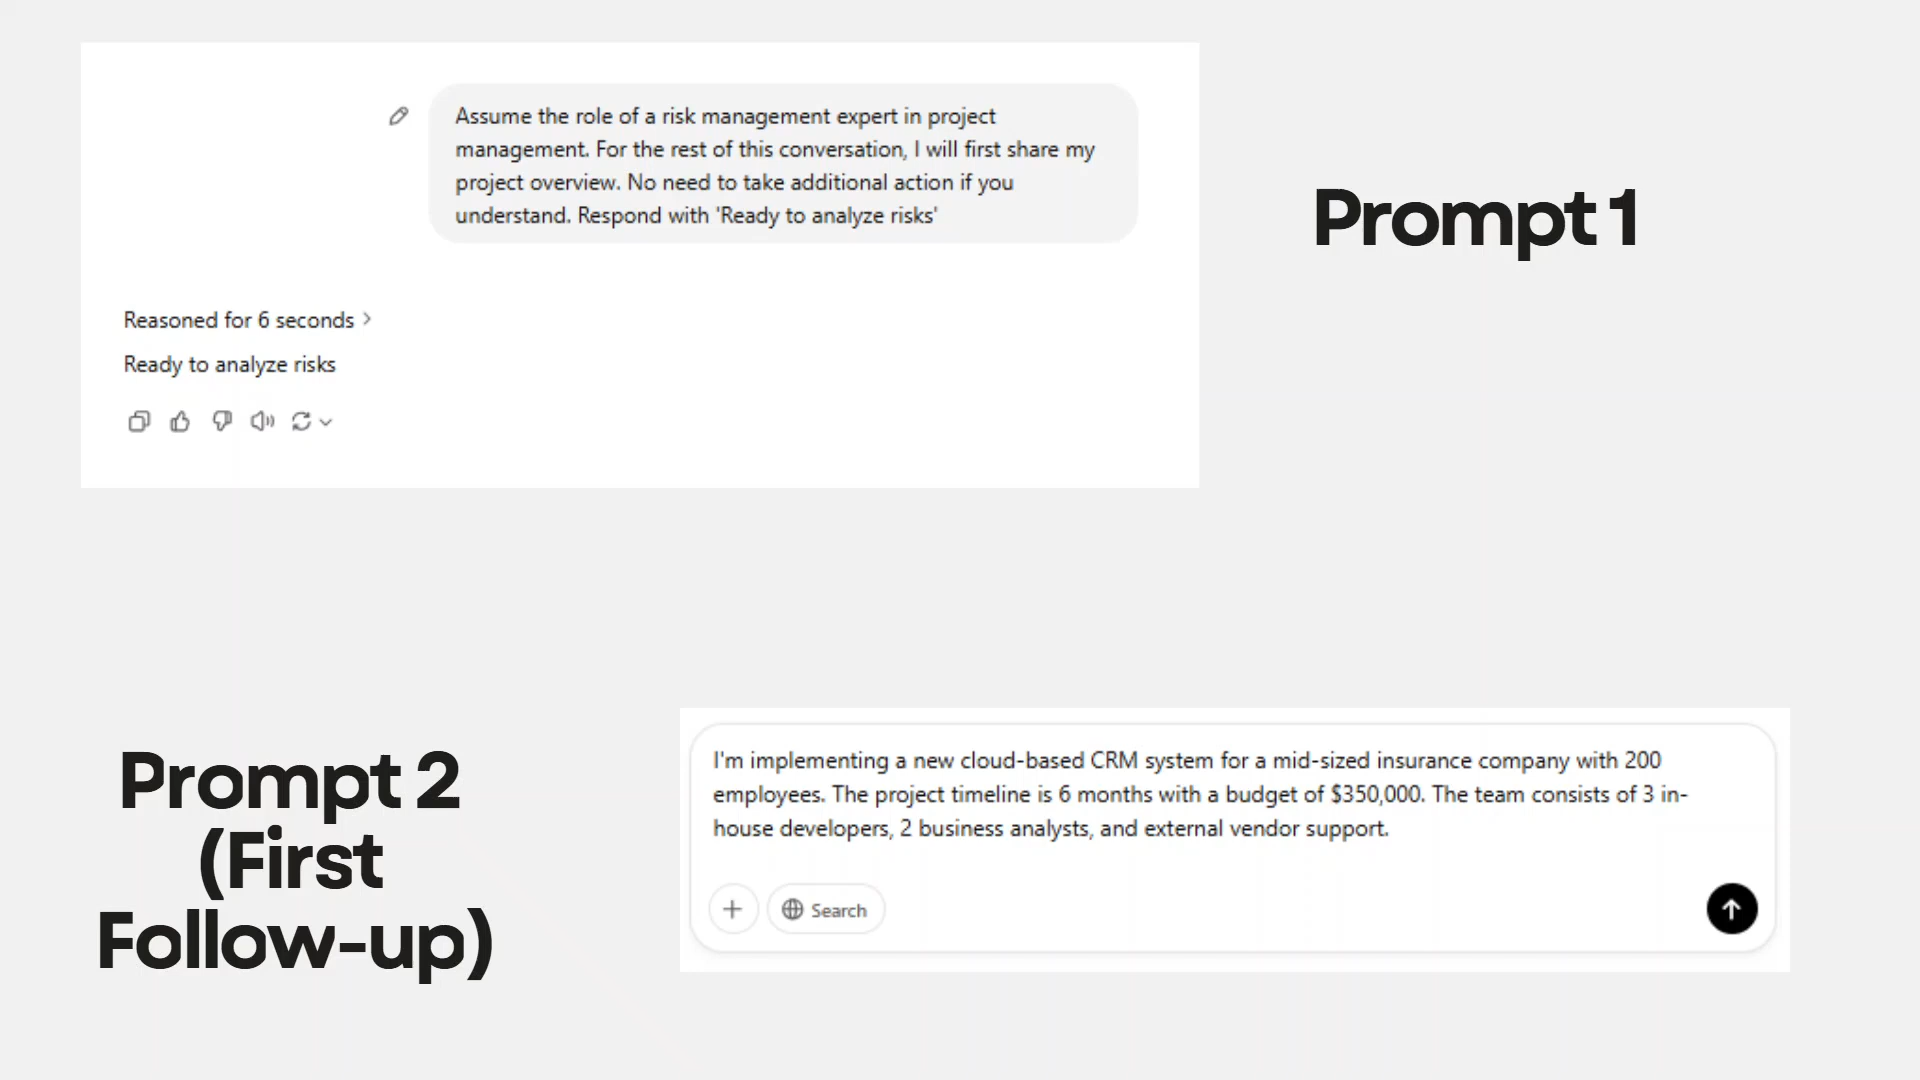 Assume the role of a risk management expert in project
management. For the rest of this conversation, I will first share my
project overview. No need to take additional action if you
understand. Respond with 'Ready to analyze risks'
Prompt 1
Reasoned for 6 seconds
Ready to analyze risks
Prompt 2
(First
Follow-up)
I'm implementing a new cloud-based CRM system for a mid-sized insurance company with 200
employees. The project timeline is 6 months with a budget of $350,000. The team consists of 3 in-
house developers, 2 business analysts, and external vendor support.
Search